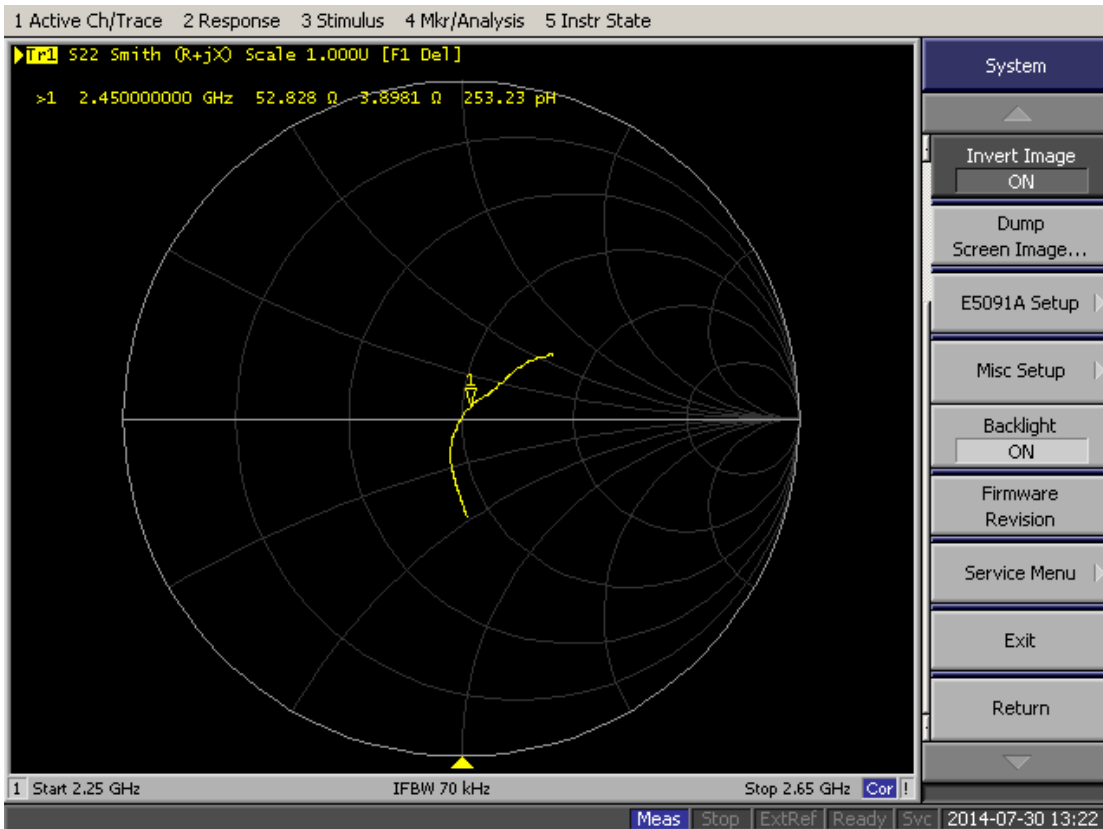 1 Active Ch/Trace 2 Response 3 Stimulus 4 Mkr/Analysis 5 Instr State
Tr1 S22 Smith (R+jX) Scale 1.000U [F1 Del]
>1 2.450000000 GHz 52.828 Ω 3.8981 Ω 253.23 pH
1
System
Invert Image
ON
Dump
Screen Image...
E5091A Setup
Misc Setup
Backlight
ON
Firmware
Revision
Service Menu
Exit
Return
1 Start 2.25 GHz IFBW 70 kHz Stop 2.65 GHz Cor !
Meas Stop ExtRef Ready Svc 2014-07-30 13:22